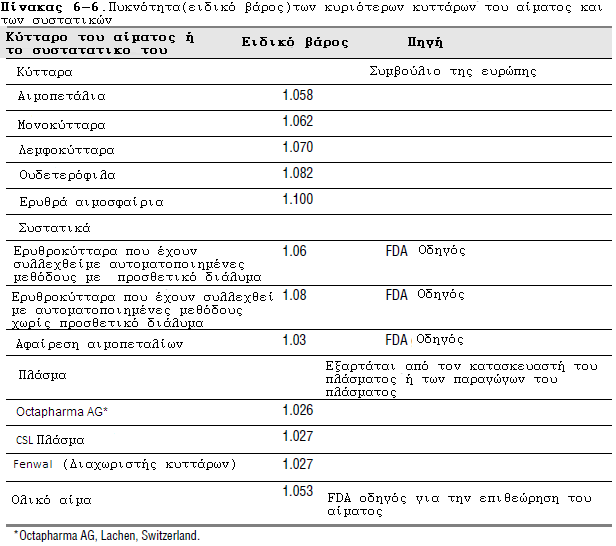 Πίνακας 6–6.Πυκνότητα(ειδικό βάρος)των κυριότερων κυττάρων του αίματος και
των συστατικών
Κύτταρο του αίματος ή
το συστατατικο του Ειδικό βάρος Πηγή
Κύτταρα Συμβούλιο της ευρώπης
Αιμοπετάλια 1.058
Μονοκύτταρα 1.062
Λεμφοκύτταρα 1.070
Ουδετερόφιλα 1.082
Ερυθρά αιμοσφαίρια 1.100
Συστατικά
Ερυθροκύτταρα που έχουν 1.06 FDA Οδηγός
συλλεχθείμε αυτοματοποιημένες
μεθόδους με προσθετικό διάλυμα
Ερυθροκύτταρα που έχουν συλλεχθεί 1.08 FDA Οδηγός
με αυτοματοποιημένες μεθόδους
χωρίς προσθετικό διάλυμα
Αφαίρεση αιμοπεταλίων 1.03 FDA Οδηγός
Πλάσμα Εξαρτάται από τον κατασκευαστή του
πλάσματος ή των παραγώγων του
πλάσματος
Octapharma AG* 1.026
CSL Πλάσμα 1.027
Fenwal (Διαχωριστής κυττάρων) 1.027
Ολικό αίμα 1.053 FDA οδηγός για την επιθεώρηση του
αίματος
*Octapharma AG, Lachen, Switzerland.